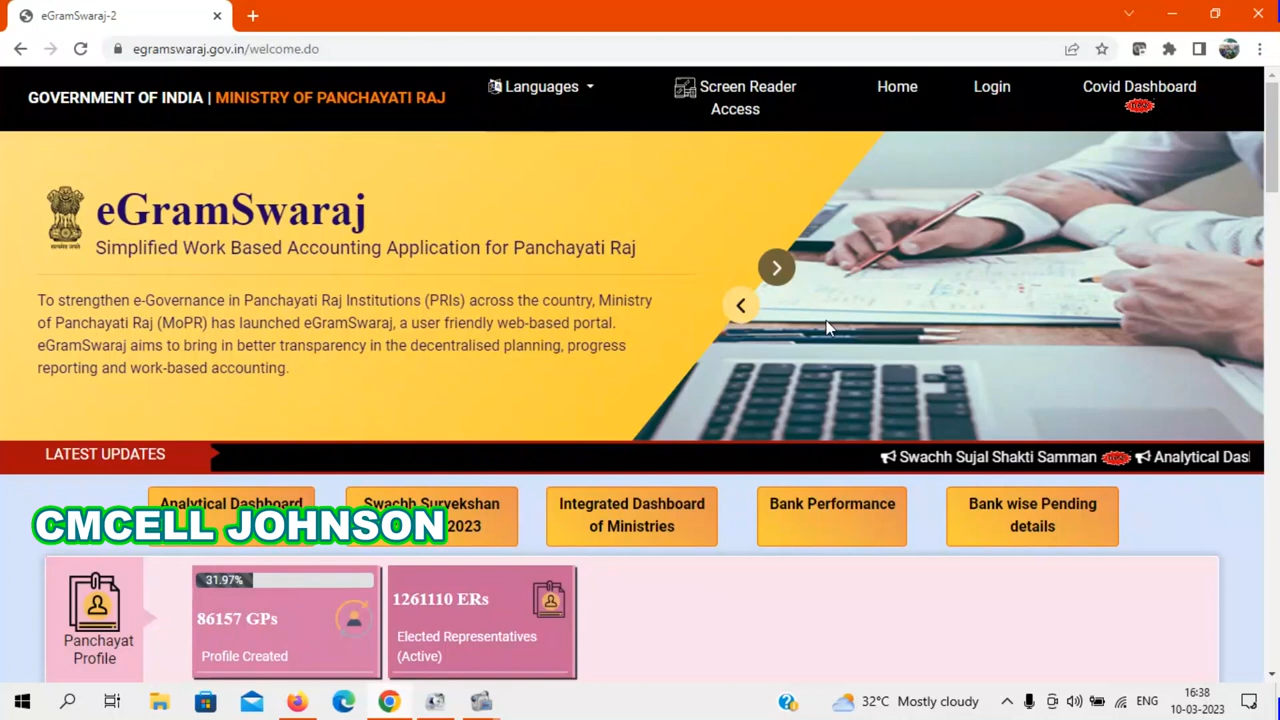 eGramSwaraj-2
egramswaraj.gov.in/welcome.do
GOVERNMENT OF INDIA | MINISTRY OF PANCHAYATI RAJ
Languages
Screen Reader
Access
Home
Login
Covid Dashboard
eGramSwaraj
Simplified Work Based Accounting Application for Panchayati Raj
To strengthen e-Governance in Panchayati Raj Institutions (PRIs) across the country, Ministry
of Panchayati Raj (MoPR) has launched eGramSwaraj, a user friendly web-based portal.
eGramSwaraj aims to bring in better transparency in the decentralised planning, progress
reporting and work-based accounting.
LATEST UPDATES
Swachh Sujal Shakti Samman
Analytical Das
Analytical Dashboard
Swachh Survekshan
2023
Integrated Dashboard
of Ministries
Bank Performance
Bank wise Pending
details
CMCELL JOHNSON
Panchayat
Profile
31.97%
86157 GPs
Profile Created
1261110 ERs
Elected Representatives
(Active)
32°C Mostly cloudy
ENG
16:38
10-03-2023